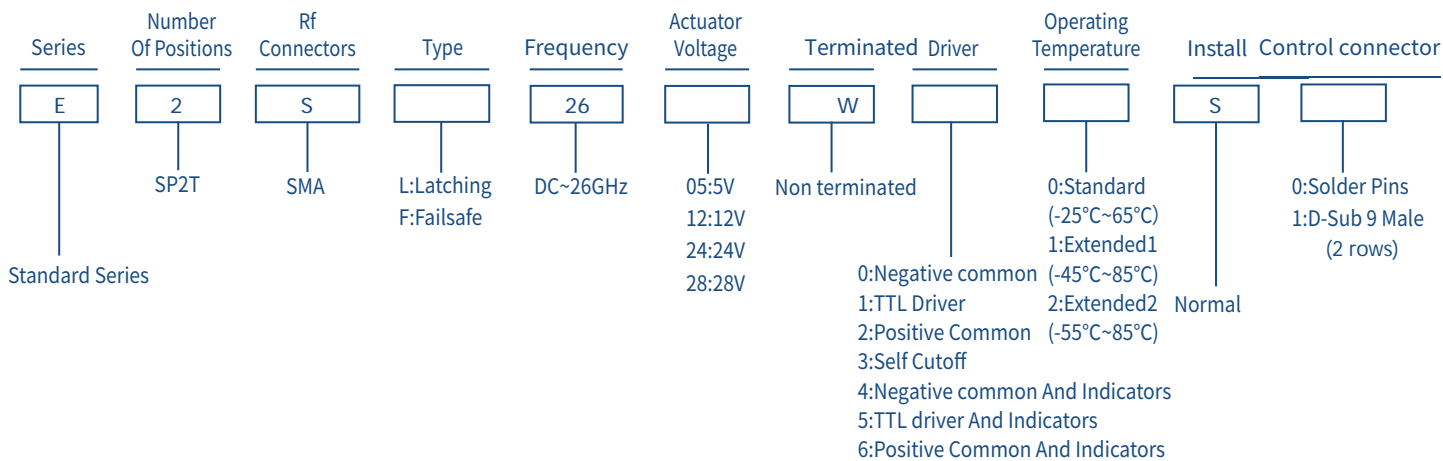 Number Rf Actuator Operating
Series Of Positions Connectors Type Frequency Voltage Terminated Driver Temperature Install Control connector
E 2 S 26 W S
SP2T SMA L:Latching DC~26GHz 05:5V Non terminated 0:Standard 0:Solder Pins
F:Failsafe 12:12V (-25°C~65°C) 1:D-Sub 9 Male
24:24V 1:Extended1 (2 rows)
Standard Series 28:28V 0:Negative common (-45°C~85°C)
1:TTL Driver 2:Extended2 Normal
2:Positive Common (-55°C~85°C)
3:Self Cutoff
4:Negative common And Indicators
5:TTL driver And Indicators
6:Positive Common And Indicators